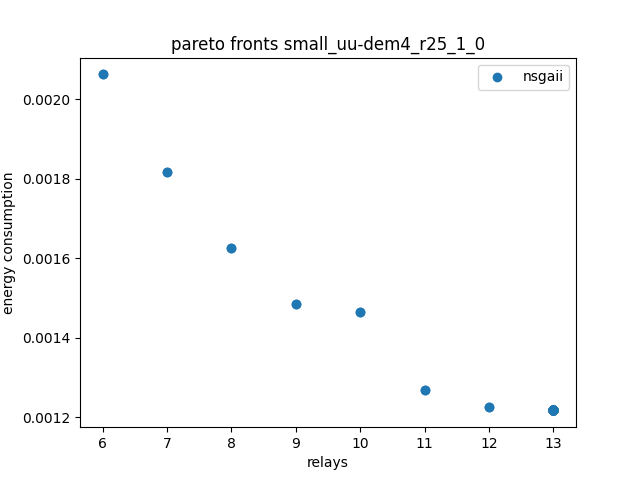 pareto fronts small_uu-dem4_r25_1_0
nsgaii
0.0020
0.0018
0.0016
0.0014
0.0012
energy consumption
6 7 8 9 10 11 12 13
relays